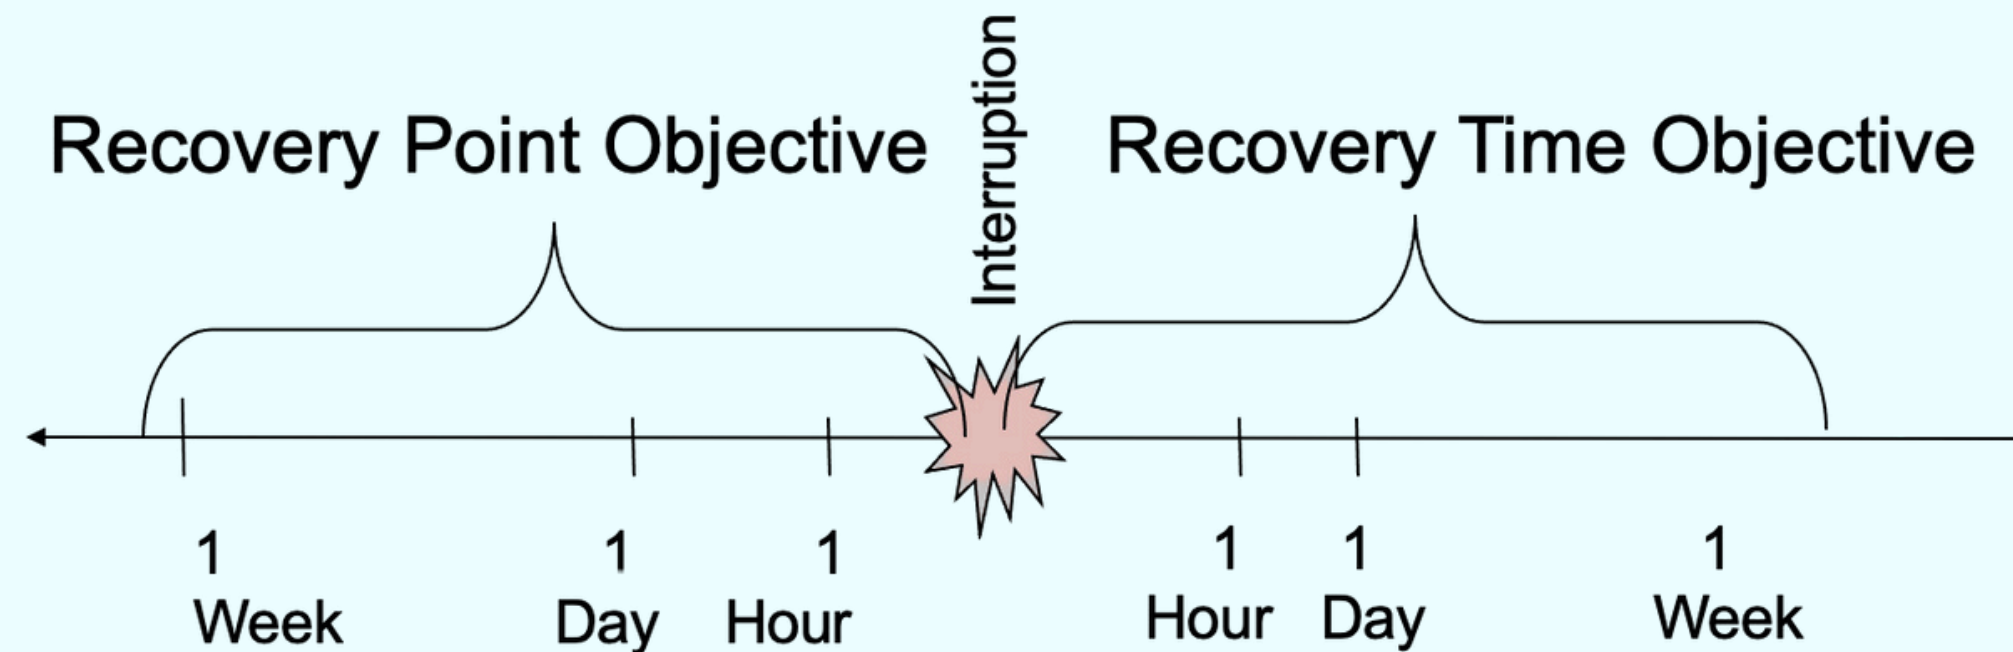 Recovery Point Objective
Interruption
Recovery Time Objective
1 Week
1 Day
1 Hour
1 Hour
1 Day
1 Week